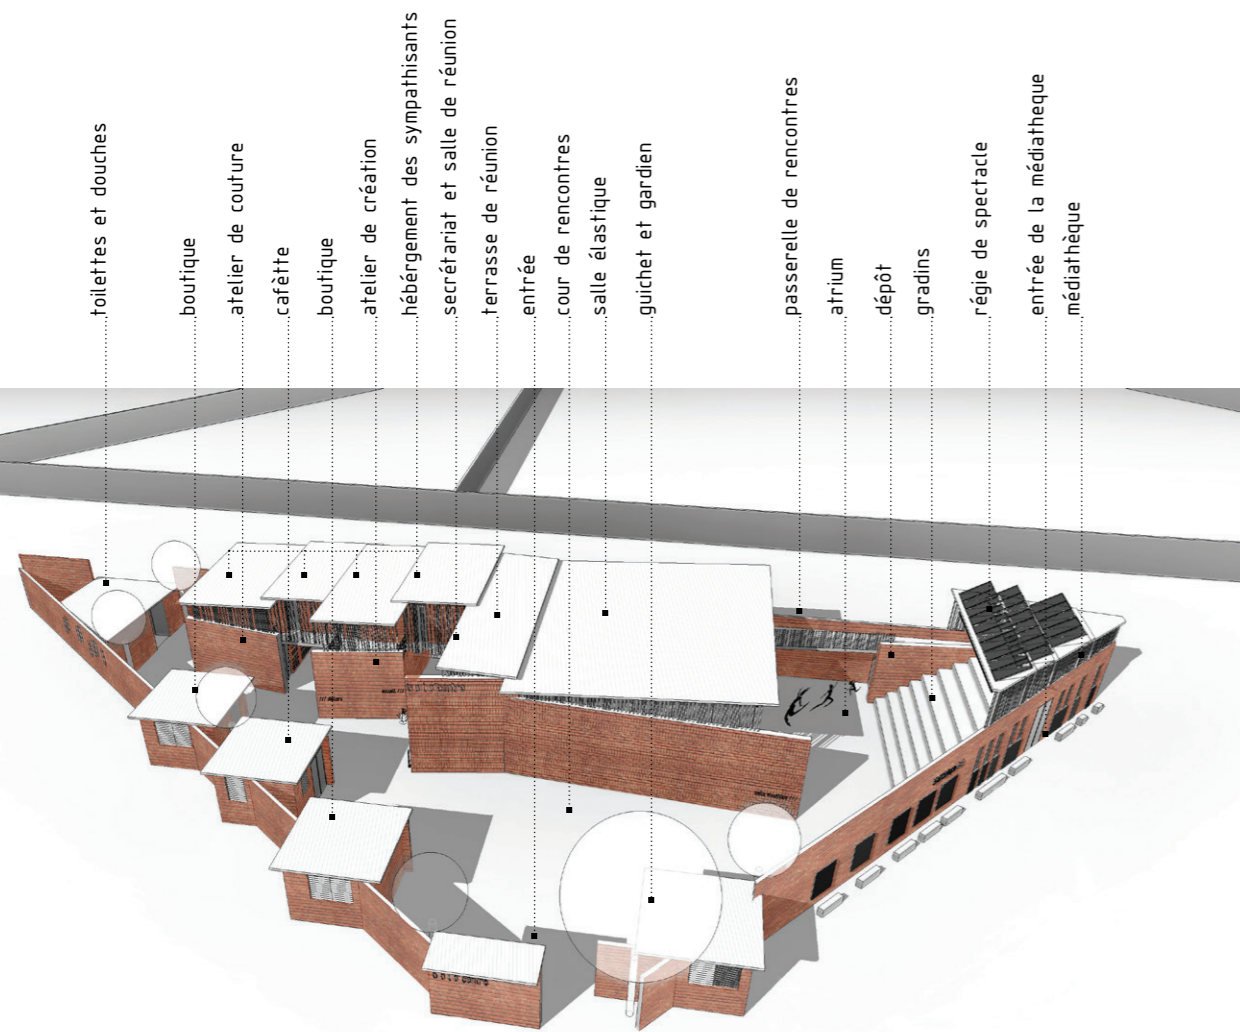 toilettes et douches
boutique
atelier de couture
cafètte
boutique
atelier de création
hébérgement des sympathisants
secrétariat et salle de réunion
terrasse de réunion
entrée
cour de rencontres
salle élastique
guichet et gardien
passerelle de rencontres
atrium
dépôt
gradins
régie de spectacle
entrée de la médiatheque
médiathèque